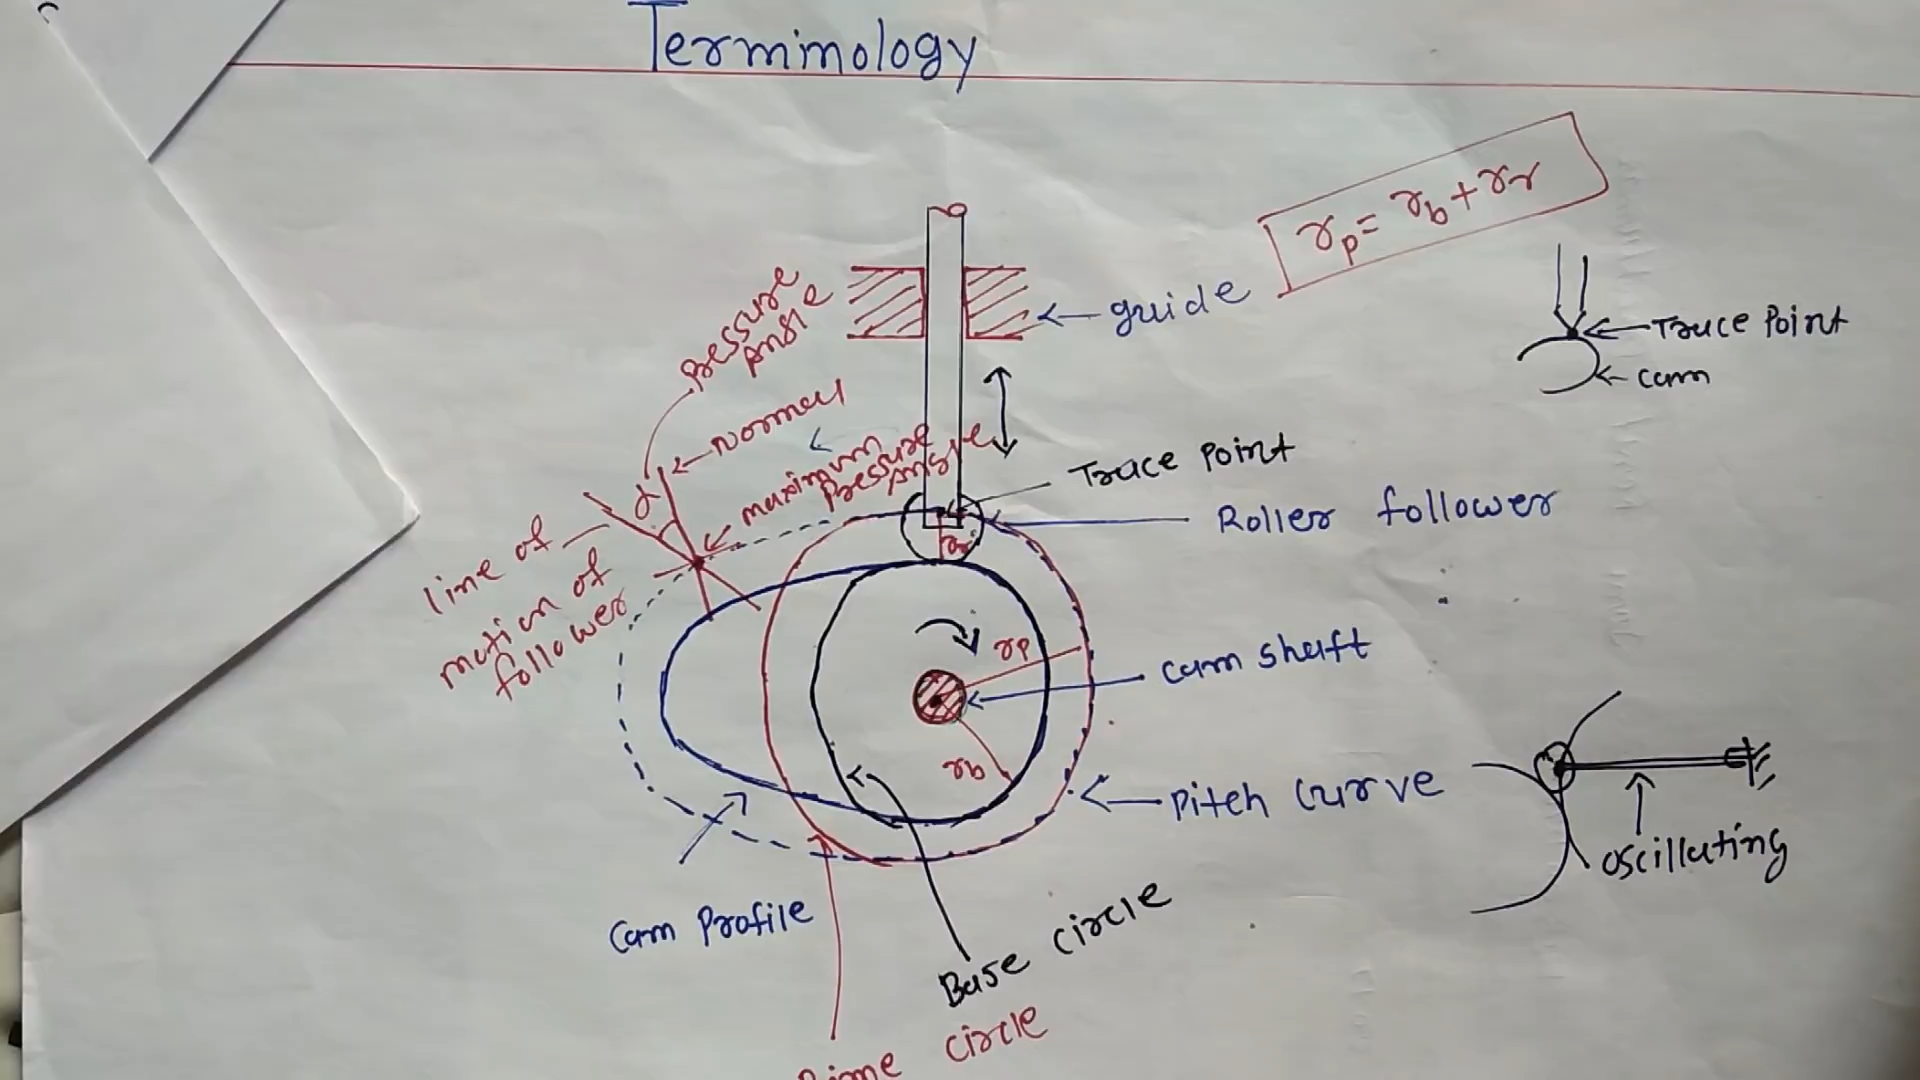 Terminology
rp = rb + rr
Pressure
Angle
guide
Trace Point
cam
Normal
maximum
Pressure
Angle
Trace Point
α
Roller follower
line of
motion of
follower
rr
rp
cam shaft
rb
Pitch curve
oscillating
Cam Profile
Base circle
Prime circle